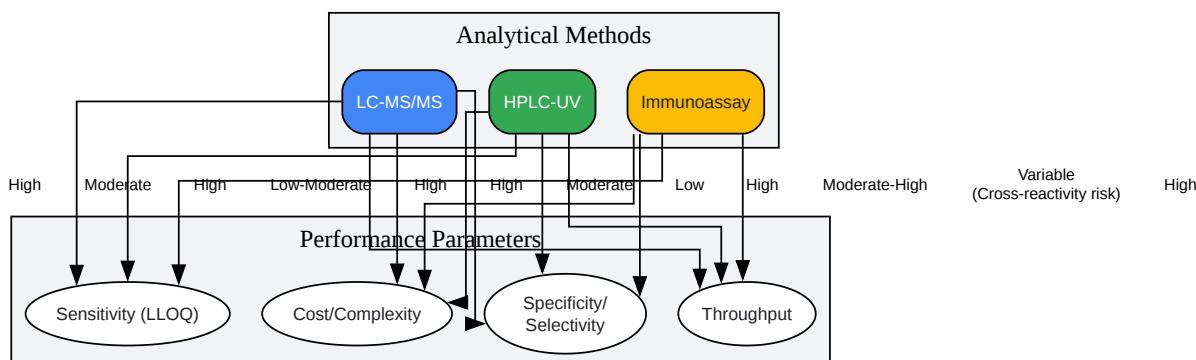 Analytical Methods
LC-MS/MS
HPLC-UV
Immunoassay
High
Moderate
High
Low-Moderate
High
High
Moderate
Low
High
Moderate-High
Variable
(Cross-reactivity risk)
High
Performance Parameters
Sensitivity (LLOQ)
Cost/Complexity
Specificity/
Selectivity
Throughput